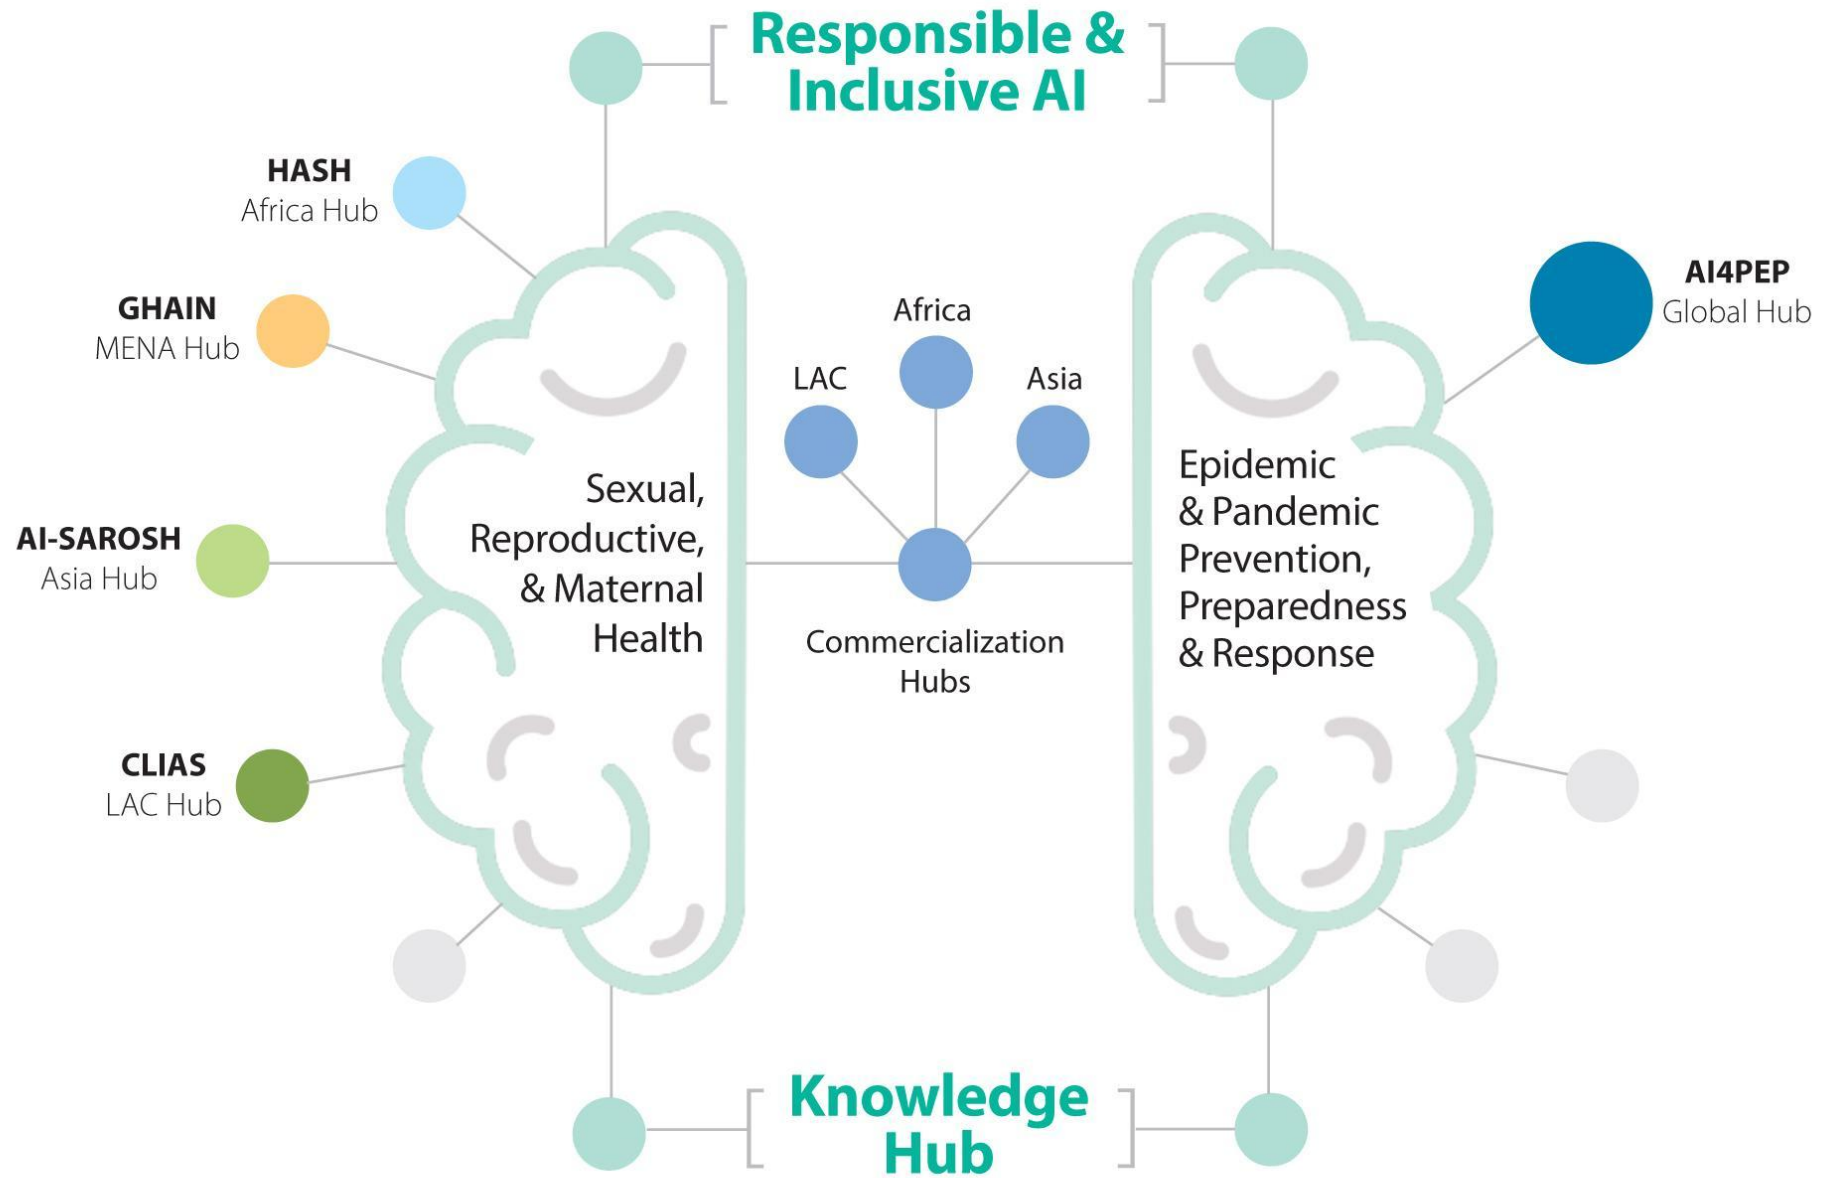 Responsible &
Inclusive AI
HASH
Africa Hub
GHAIN
MENA Hub
AI-SAROSH
Asia Hub
CLIAS
LAC Hub
Sexual,
Reproductive,
& Maternal
Health
Africa
LAC
Asia
Commercialization
Hubs
Epidemic
& Pandemic
Prevention,
Preparedness
& Response
AI4PEP
Global Hub
Knowledge
Hub